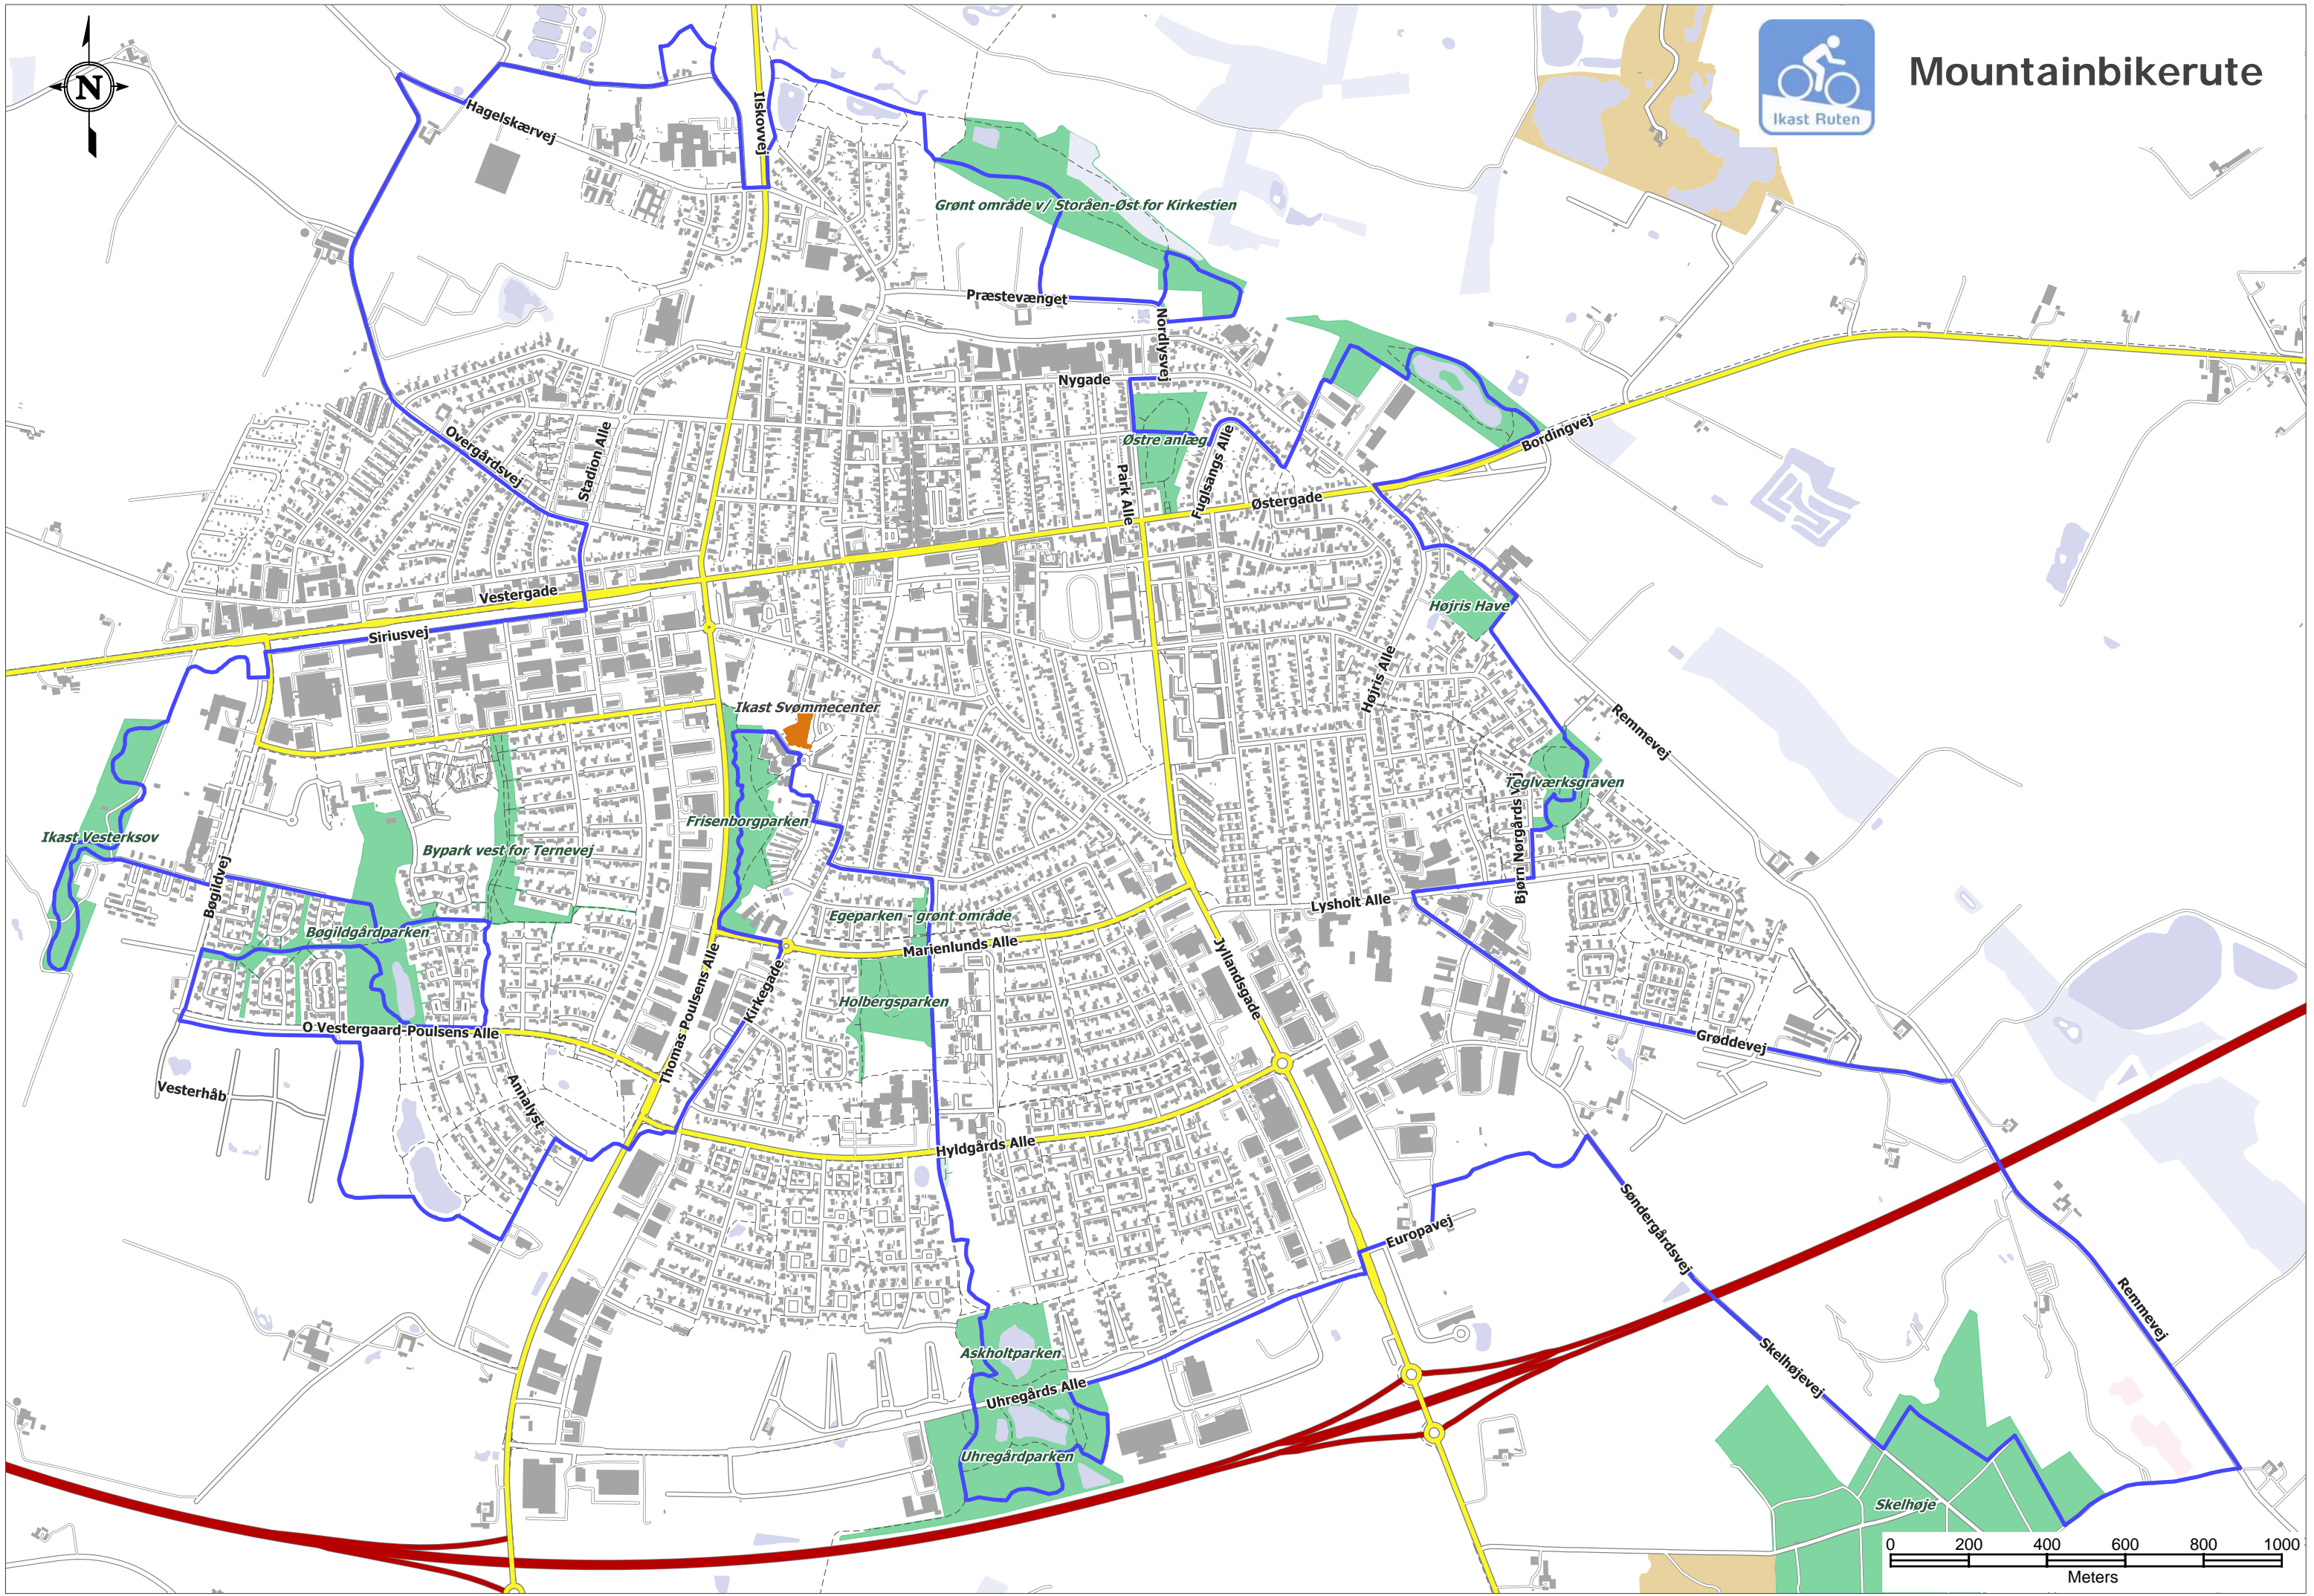 Mountainbikerute
Ikast Ruten
N
Hagelskærvej
Ilskovvej
Grønt område v/ Storåen-Øst for Kirkestien
Præstevænget
Nordlysvej
Nygade
Østre anlæg
Park Alle
Fuglsangs Alle
Østergade
Bordingvej
Overgårdsvej
Stadion Alle
Vestergade
Siriusvej
Højris Have
Højris Alle
Remmevej
Ikast Svømmecenter
Teglværksgraven
Bjørn Nørgårds Vej
Frisenborgparken
Ikast Vesterksov
Bypark vest for Ternevej
Bøgildvej
Lysholt Alle
Egeparken - grønt område
Bøgildgårdparken
Marienlunds Alle
Jyllandsgade
Kirkegade
Thomas Poulsens Alle
Holbergsparken
O Vestergaard-Poulsens Alle
Grøddevej
Vesterhåb
Annalyst
Hyldgårds Alle
Europavej
Søndergårdsvej
Remmevej
Skelhøjevej
Askholtparken
Uhregårds Alle
Uhregårdparken
Skelhøje
0 200 400 600 800 1000
Meters